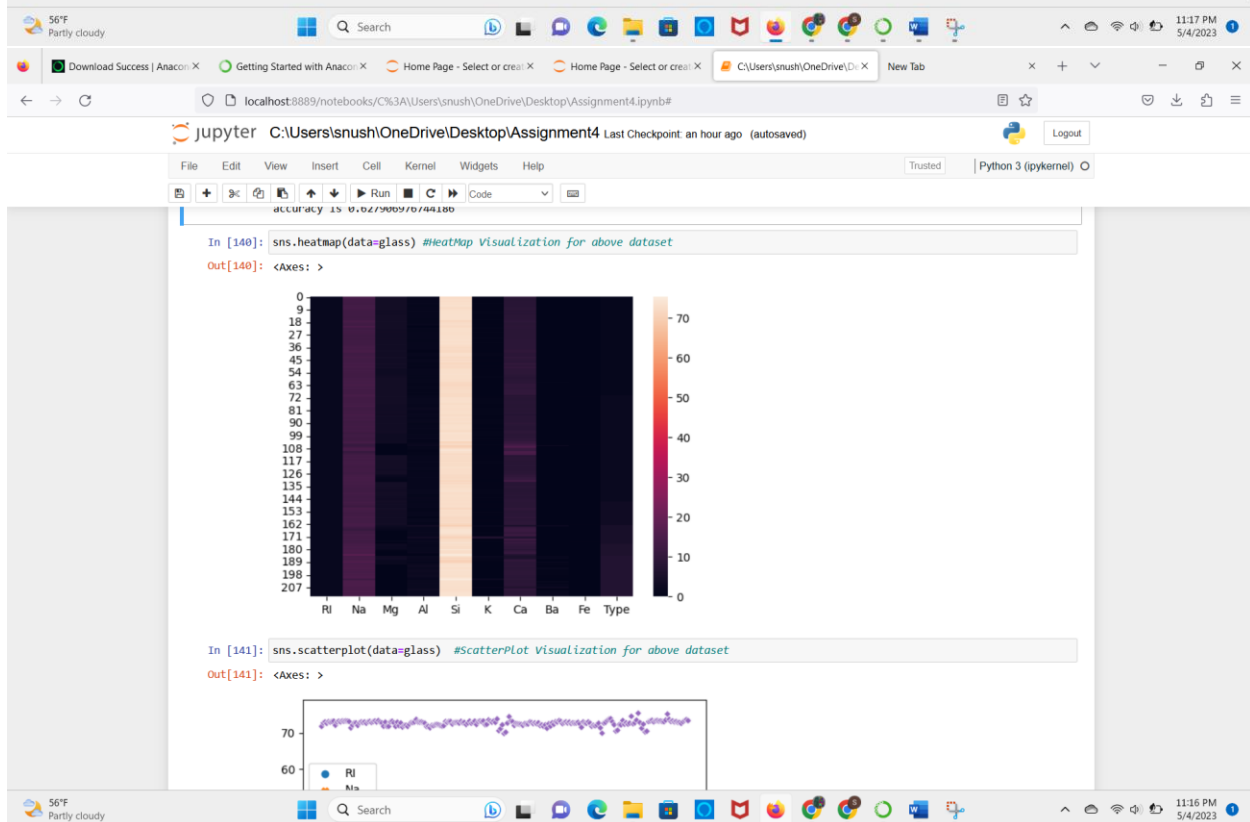 56°F
Partly cloudy
Search
11:17 PM
5/4/2023
1
Download Success | Anacon
Getting Started with Anacon
Home Page - Select or creat
Home Page - Select or creat
C:\Users\snush\OneDrive\De
New Tab
localhost:8889/notebooks/C%3A\Users\snush\OneDrive\Desktop\Assignment4.ipynb#
jupyter C:\Users\snush\OneDrive\Desktop\Assignment4 Last Checkpoint: an hour ago (autosaved)
Logout
File Edit View Insert Cell Kernel Widgets Help
Trusted
Python 3 (ipykernel)
Run
Code
accuracy is 0.627906976744186
In [140]: sns.heatmap(data=glass) #HeatMap Visualization for above dataset
Out[140]: <Axes: >
0
9
18
27
36
45
54
63
72
81
90
99
108
117
126
135
144
153
162
171
180
189
198
207
RI Na Mg Al Si K Ca Ba Fe Type
70
60
50
40
30
20
10
0
In [141]: sns.scatterplot(data=glass) #ScatterPlot Visualization for above dataset
Out[141]: <Axes: >
70
60
RI
Na
56°F
Partly cloudy
Search
11:16 PM
5/4/2023
1